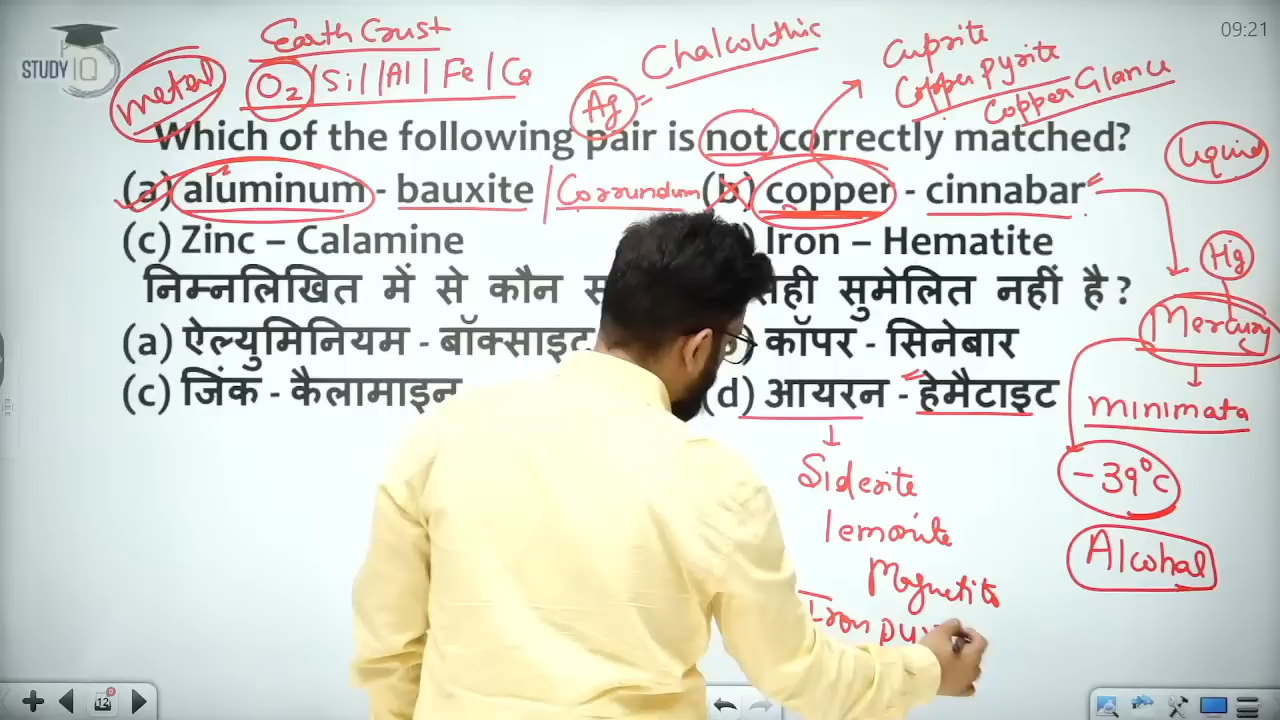 STUDY IQ
09:21
Earth Crust
metal
O2 | Si | Al | Fe | Ca
Ag
Chalcolithic
Cuprite
Copper Pyrite
Copper Glance
Which of the following pair is not correctly matched?
(a) aluminum - bauxite / Corrundum (b) copper - cinnabar
(c) Zinc – Calamine Iron – Hematite
निम्नलिखित में से कौन सही सुमेलित नहीं है ?
(a) ऐल्युमिनियम - बॉक्साइट कॉपर - सिनेबार
(c) जिंक - कैलामाइन (d) आयरन - हेमैटाइट
Liquid
Hg
Mercury
minimata
-39°C
Alcohal
Siderite
lemonite
Magnetite
Iron
12